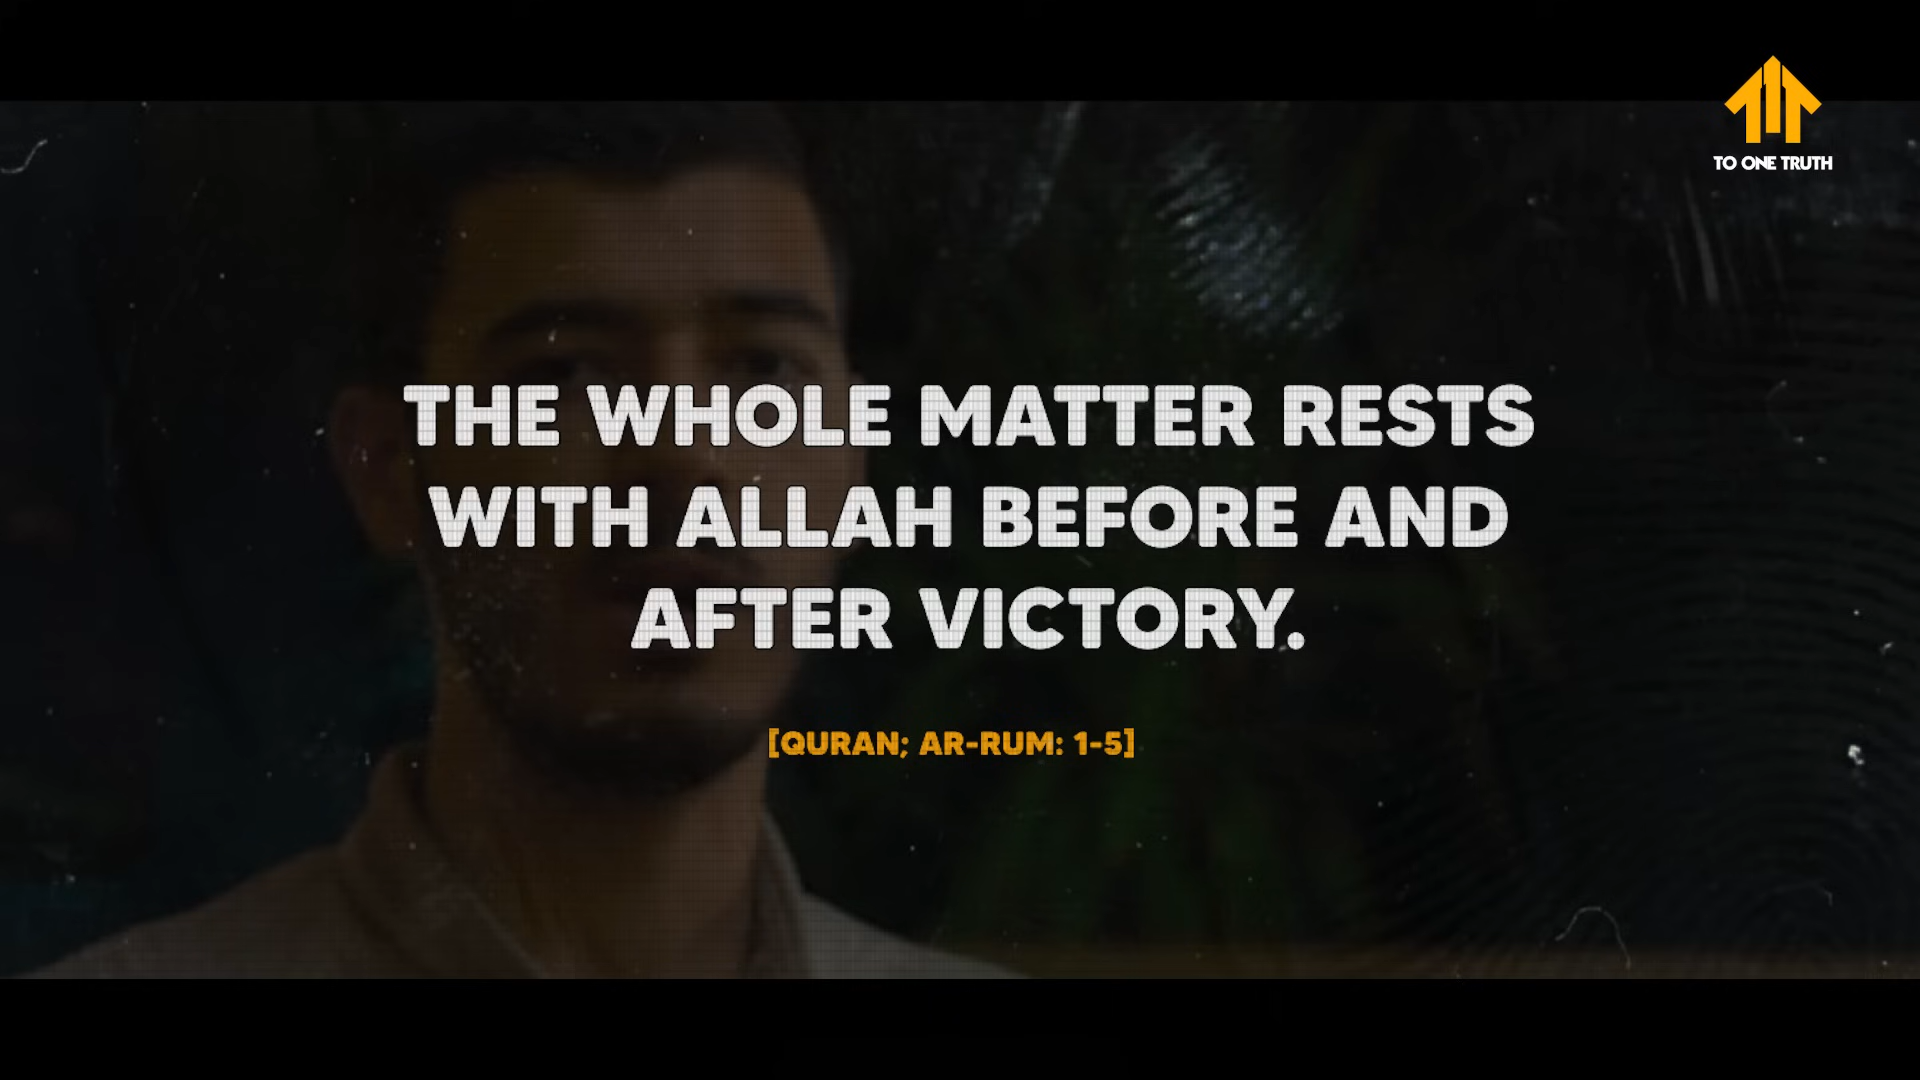 TO ONE TRUTH
THE WHOLE MATTER RESTS
WITH ALLAH BEFORE AND
AFTER VICTORY.
[QURAN; AR-RUM: 1-5]